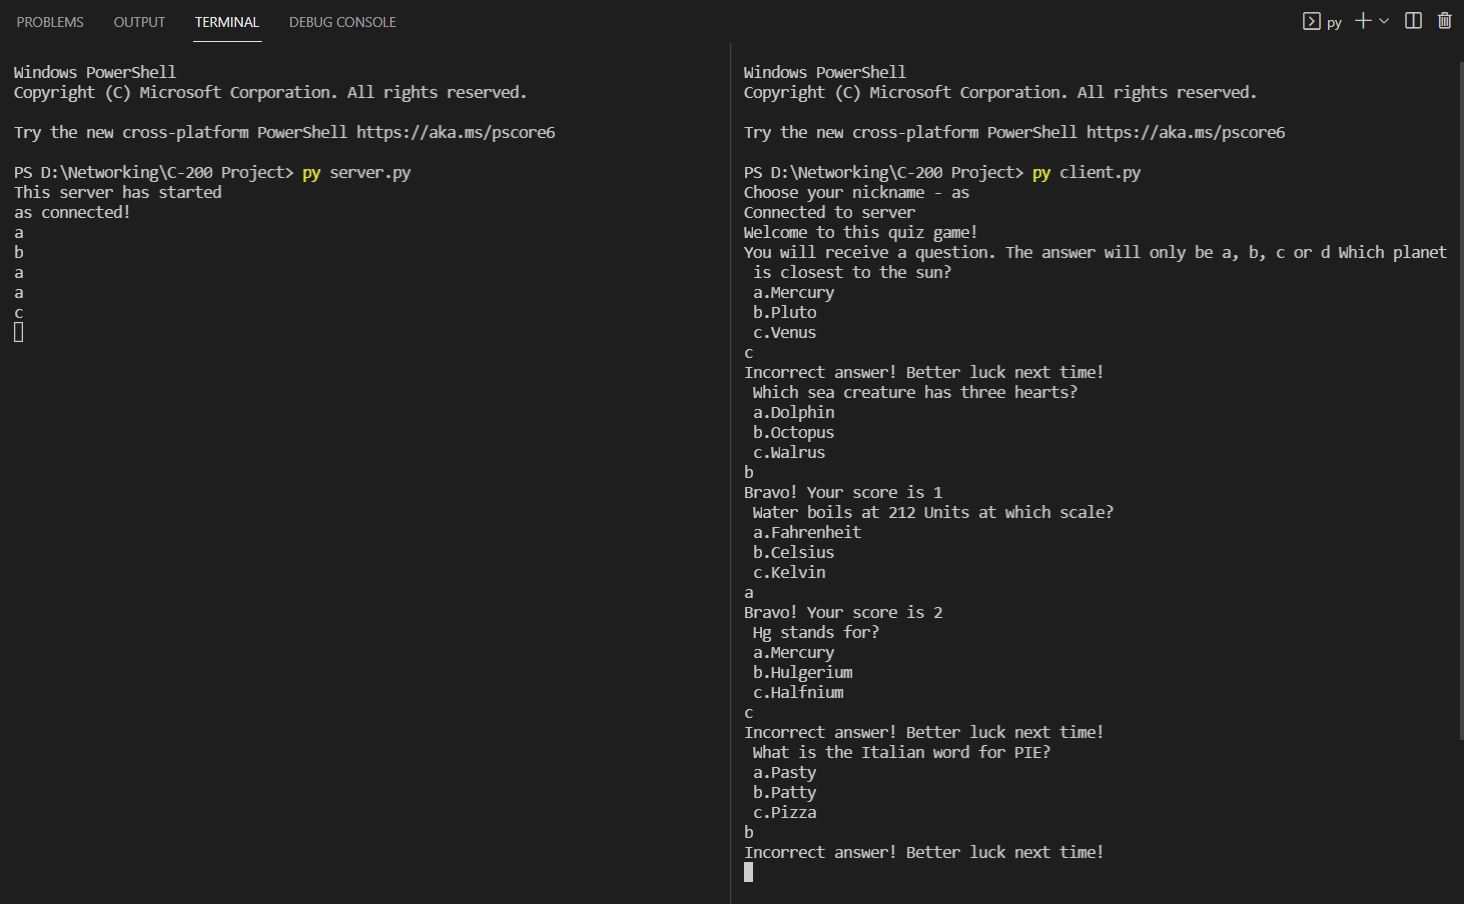 PROBLEMS OUTPUT TERMINAL DEBUG CONSOLE py
Windows PowerShell
Copyright (C) Microsoft Corporation. All rights reserved.
Try the new cross-platform PowerShell https://aka.ms/pscore6
PS D:\Networking\C-200 Project> py server.py
This server has started
as connected!
a
b
a
a
c
Windows PowerShell
Copyright (C) Microsoft Corporation. All rights reserved.
Try the new cross-platform PowerShell https://aka.ms/pscore6
PS D:\Networking\C-200 Project> py client.py
Choose your nickname - as
Connected to server
Welcome to this quiz game!
You will receive a question. The answer will only be a, b, c or d Which planet
is closest to the sun?
a.Mercury
b.Pluto
c.Venus
c
Incorrect answer! Better luck next time!
Which sea creature has three hearts?
a.Dolphin
b.Octopus
c.Walrus
b
Bravo! Your score is 1
Water boils at 212 Units at which scale?
a.Fahrenheit
b.Celsius
c.Kelvin
a
Bravo! Your score is 2
Hg stands for?
a.Mercury
b.Hulgerium
c.Halfnium
c
Incorrect answer! Better luck next time!
What is the Italian word for PIE?
a.Pasty
b.Patty
c.Pizza
b
Incorrect answer! Better luck next time!